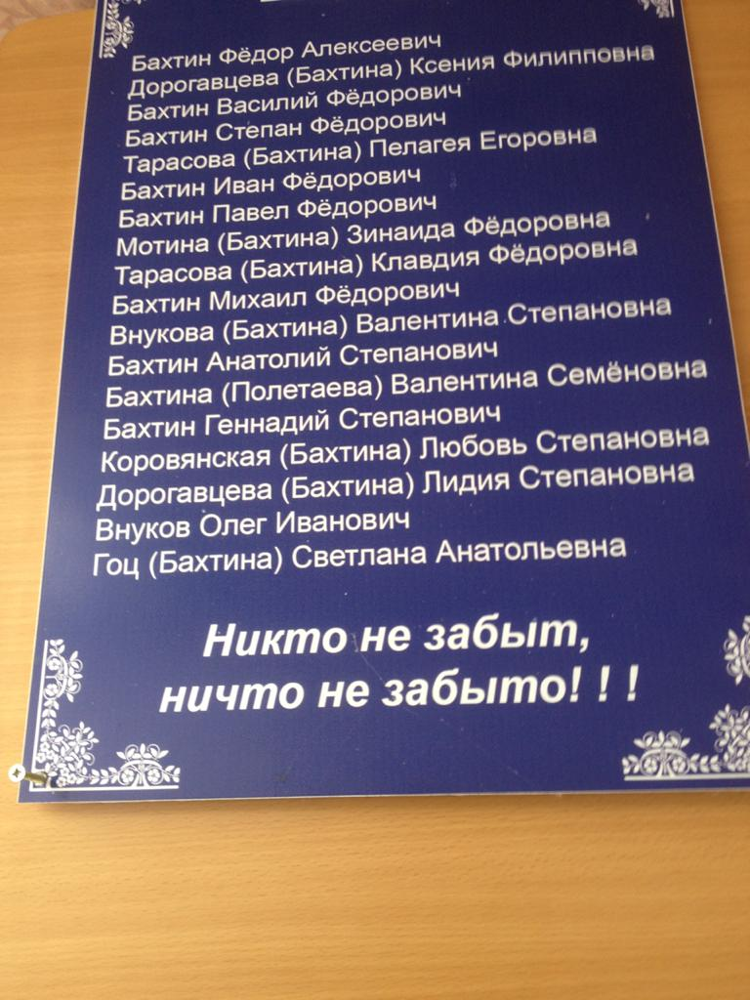 Бахтин Фёдор Алексеевич
Дорогавцева (Бахтина) Ксения Филипповна
Бахтин Василий Фёдорович
Бахтин Степан Фёдорович
Тарасова (Бахтина) Пелагея Егоровна
Бахтин Иван Фёдорович
Бахтин Павел Фёдорович
Мотина (Бахтина) Зинаида Фёдоровна
Тарасова (Бахтина) Клавдия Фёдоровна
Бахтин Михаил Фёдорович
Внукова (Бахтина) Валентина Степановна
Бахтин Анатолий Степанович
Бахтина (Полетаева) Валентина Семёновна
Бахтин Геннадий Степанович
Коровянская (Бахтина) Любовь Степановна
Дорогавцева (Бахтина) Лидия Степановна
Внуков Олег Иванович
Гоц (Бахтина) Светлана Анатольевна
Никто не забыт,
ничто не забыто! ! !